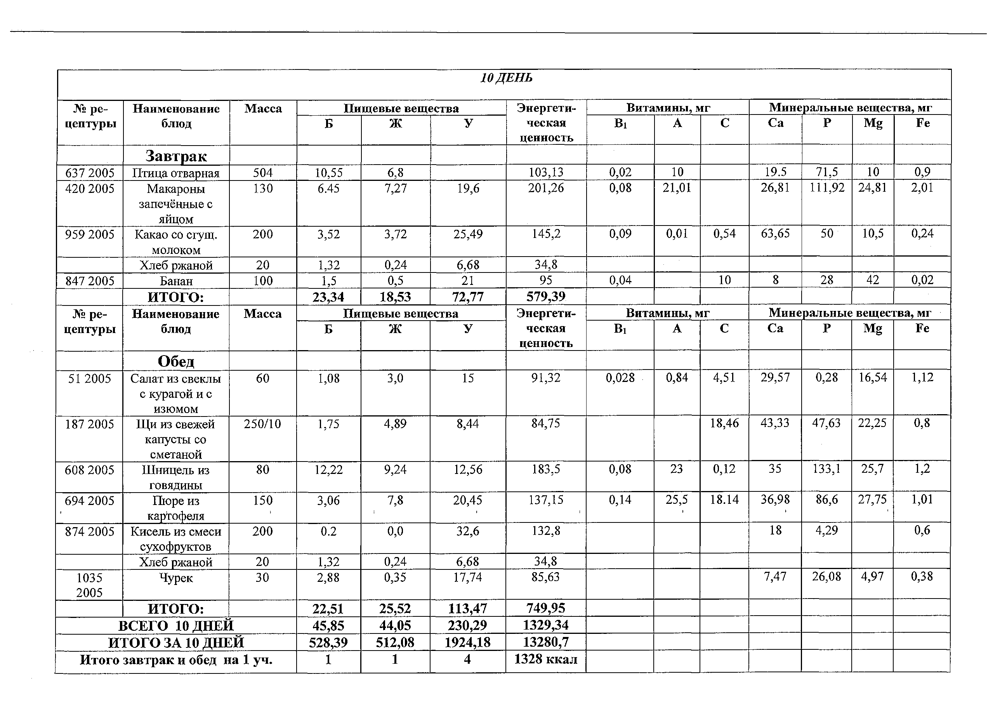 10 ДЕНЬ
№ ре- Наименование Масса Пищевые вещества Энергети- Витамины, мг Минеральные вещества, мг
цептуры блюд Б Ж У ческая B1 A C Ca P Mg Fe
ценность
Завтрак
637 2005 Птица отварная 504 10,55 6,8 103,13 0,02 10 19.5 71,5 10 0,9
420 2005 Макароны 130 6.45 7,27 19,6 201,26 0,08 21,01 26,81 111,92 24,81 2,01
запечённые с
яйцом
959 2005 Какао со сгущ. 200 3,52 3,72 25,49 145,2 0,09 0,01 0,54 63,65 50 10,5 0,24
молоком
Хлеб ржаной 20 1,32 0,24 6,68 34,8
847 2005 Банан 100 1,5 0,5 21 95 0,04 10 8 28 42 0,02
ИТОГО: 23,34 18,53 72,77 579,39
№ ре- Наименование Масса Пищевые вещества Энергети- Витамины, мг Минеральные вещества, мг
цептуры блюд Б Ж У ческая B1 A C Ca P Mg Fe
ценность
Обед
51 2005 Салат из свеклы 60 1,08 3,0 15 91,32 0,028 0,84 4,51 29,57 0,28 16,54 1,12
с курагой и с
изюмом
187 2005 Щи из свежей 250/10 1,75 4,89 8,44 84,75 18,46 43,33 47,63 22,25 0,8
капусты со
сметаной
608 2005 Шницель из 80 12,22 9,24 12,56 183,5 0,08 23 0,12 35 133,1 25,7 1,2
говядины
694 2005 Пюре из 150 3,06 7,8 20,45 137,15 0,14 25,5 18.14 36,98 86,6 27,75 1,01
картофеля
874 2005 Кисель из смеси 200 0.2 0,0 32,6 132,8 18 4,29 0,6
сухофруктов
Хлеб ржаной 20 1,32 0,24 6,68 34,8
1035 Чурек 30 2,88 0,35 17,74 85,63 7,47 26,08 4,97 0,38
2005
ИТОГО: 22,51 25,52 113,47 749,95
ВСЕГО 10 ДНЕЙ 45,85 44,05 230,29 1329,34
ИТОГО ЗА 10 ДНЕЙ 528,39 512,08 1924,18 13280,7
Итого завтрак и обед на 1 уч. 1 1 4 1328 ккал